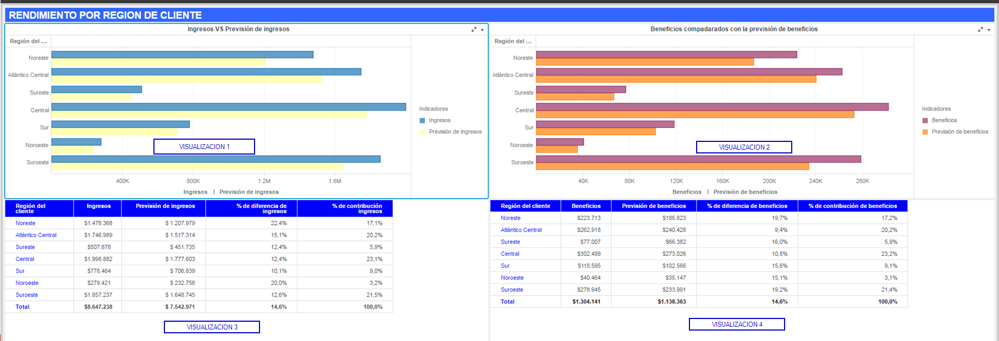 RENDIMIENTO POR REGION DE CLIENTE
Ingresos VS Previsión de ingresos
Región del ...
Noreste
Atlántico Central
Sureste
Central
Sur
Noroeste
Suroeste
VISUALIZACION 1
400K 800K 1.2M 1.6M
Ingresos | Previsión de ingresos
Indicadores
Ingresos
Previsión de ingresos
Beneficios compadarados con la previsión de beneficios
Región del ...
Noreste
Atlántico Central
Sureste
Central
Sur
Noroeste
Suroeste
VISUALIZACION 2
40K 80K 120K 160K 200K 240K 280K
Beneficios | Previsión de beneficios
Indicadores
Beneficios
Previsión de beneficios
Región del cliente Ingresos Previsión de ingresos % de diferencia de ingresos % de contribución ingresos
Noreste $1.478.368 $ 1.207.979 22,4% 17,1%
Atlántico Central $1.746.989 $ 1.517.314 15,1% 20,2%
Sureste $507.878 $ 451.735 12,4% 5,9%
Central $1.998.882 $ 1.777.603 12,4% 23,1%
Sur $778.464 $ 706.839 10,1% 9,0%
Noroeste $279.421 $ 232.756 20,0% 3,2%
Suroeste $1.857.237 $ 1.648.745 12,6% 21,5%
Total $8.647.238 $ 7.542.971 14,6% 100,0%
VISUALIZACION 3
Región del cliente Beneficios Previsión de beneficios % de diferencia de beneficios % de contribución de beneficios
Noreste $223.713 $186.823 19,7% 17,2%
Atlántico Central $262.918 $240.428 9,4% 20,2%
Sureste $77.007 $66.382 16,0% 5,9%
Central $302.499 $273.026 10,8% 23,2%
Sur $118.595 $102.566 15,6% 9,1%
Noroeste $40.464 $35.147 15,1% 3,1%
Suroeste $278.945 $233.991 19,2% 21,4%
Total $1.304.141 $1.138.363 14,6% 100,0%
VISUALIZACION 4